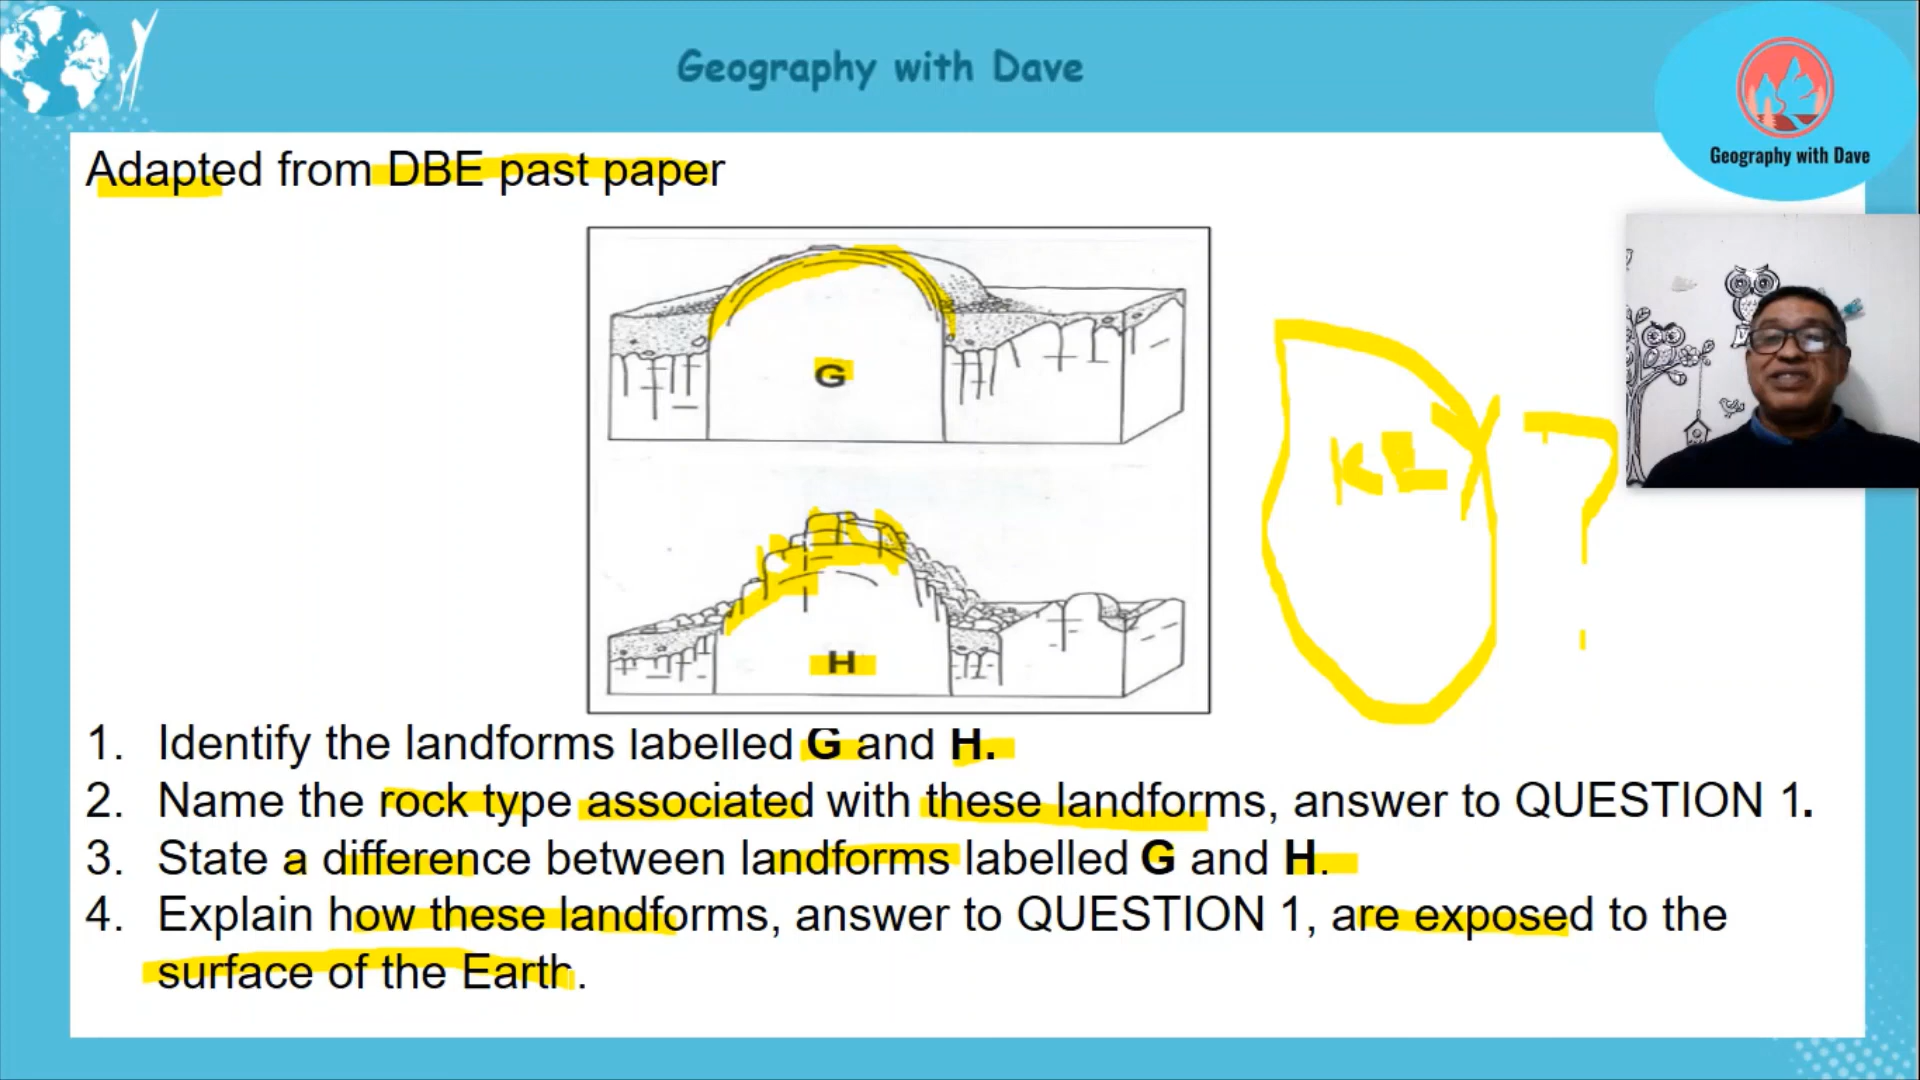 Geography with Dave
Geography with Dave
Adapted from DBE past paper
G
KEY ?
H
1. Identify the landforms labelled G and H.
2. Name the rock type associated with these landforms, answer to QUESTION 1.
3. State a difference between landforms labelled G and H.
4. Explain how these landforms, answer to QUESTION 1, are exposed to the
surface of the Earth.